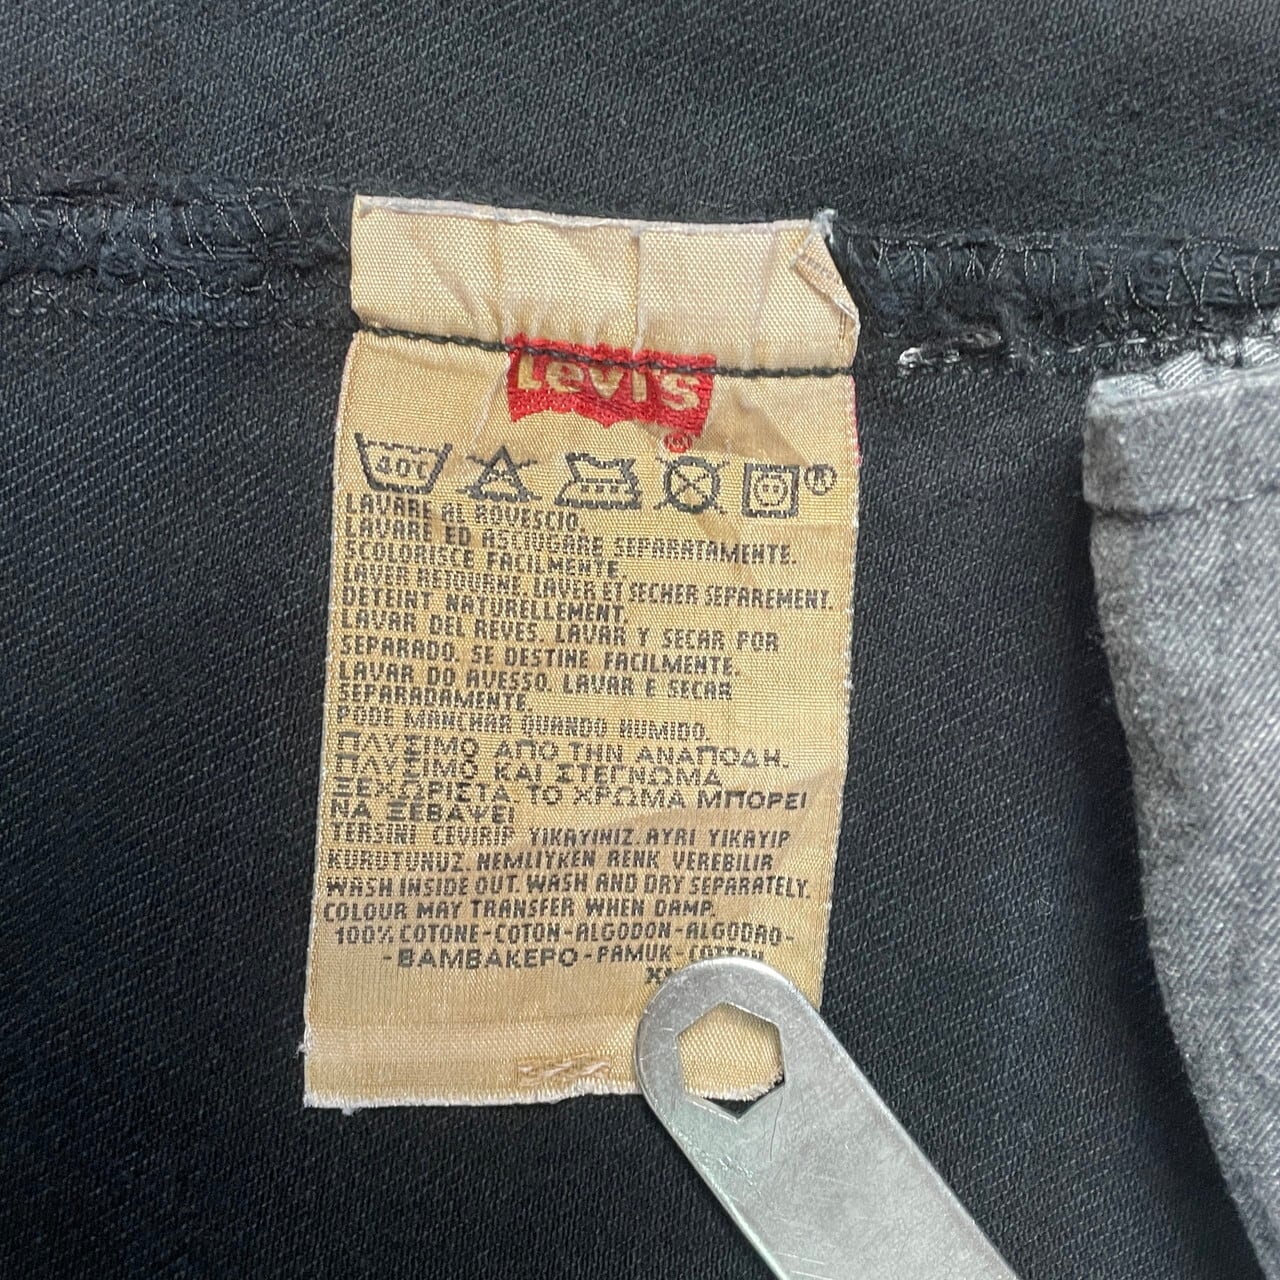 Levi's
®
40C
®
LAVARE AL ROVESCIO.
LAVARE ED ASCIUGARE SEPARATAMENTE.
SCOLORISCE FACILMENTE.
LAVER RETOURNE. LAVER ET SECHER SEPAREMENT.
DETEINT NATURELLEMENT.
LAVAR DEL REVES. LAVAR Y SECAR POR
SEPARADO. SE DESTINE FACILMENTE.
LAVAR DO AVESSO. LAVAR E SECAR
SEPARADAMENTE.
PODE MANCHAR QUANDO HUMIDO.
ΠΛΥΣΙΜΟ ΑΠΟ ΤΗΝ ΑΝΑΠΟΔΗ.
ΠΛΥΣΙΜΟ ΚΑΙ ΣΤΕΓΝΩΜΑ
ΞΕΧΩΡΙΣΤΑ. ΤΟ ΧΡΩΜΑ ΜΠΟΡΕΙ
ΝΑ ΞΕΒΑΨΕΙ
TERSINI CEVIRIP YIKAYINIZ. AYRI YIKAYIP
KURUTUNUZ. NEMLIYKEN RENK VEREBILIR
WASH INSIDE OUT. WASH AND DRY SEPARATELY.
COLOUR MAY TRANSFER WHEN DAMP.
100% COTONE-COTON-ALGODON-ALGODAO-
-ΒΑΜΒΑΚΕΡΟ-PAMUK-COTTON